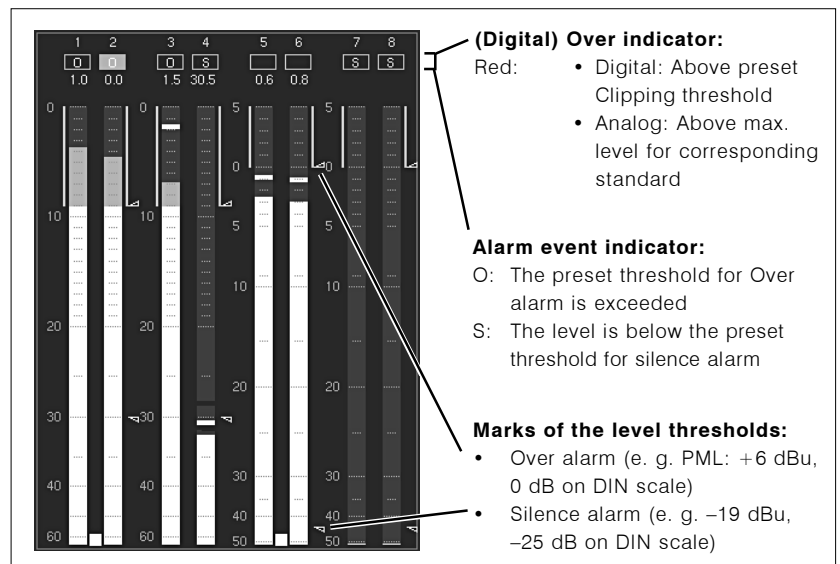 1 2 3 4 5 6 7 8
O O O S S S
1.0 0.0 1.5 30.5 0.6 0.8
0 0 5 5
0 0
10 10 5 5
10 10
20 20
20 20
30 30
30 30
40 40
40 40
60 60 50 50
(Digital) Over indicator:
Red: • Digital: Above preset
Clipping threshold
• Analog: Above max.
level for corresponding
standard
Alarm event indicator:
O: The preset threshold for Over
alarm is exceeded
S: The level is below the preset
threshold for silence alarm
Marks of the level thresholds:
• Over alarm (e. g. PML: +6 dBu,
0 dB on DIN scale)
• Silence alarm (e. g. –19 dBu,
–25 dB on DIN scale)